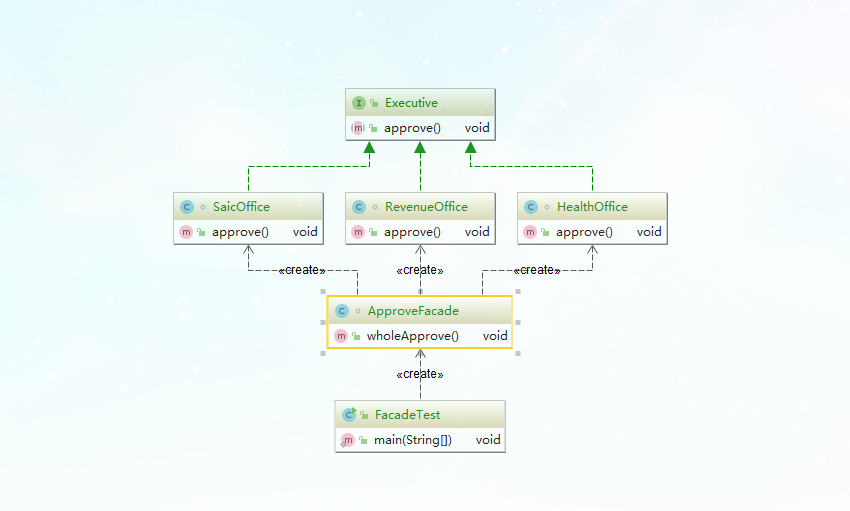 Executive
approve() void
SaicOffice
approve() void
RevenueOffice
approve() void
HealthOffice
approve() void
«create»
«create»
«create»
ApproveFacade
wholeApprove() void
«create»
FacadeTest
main(String[]) void